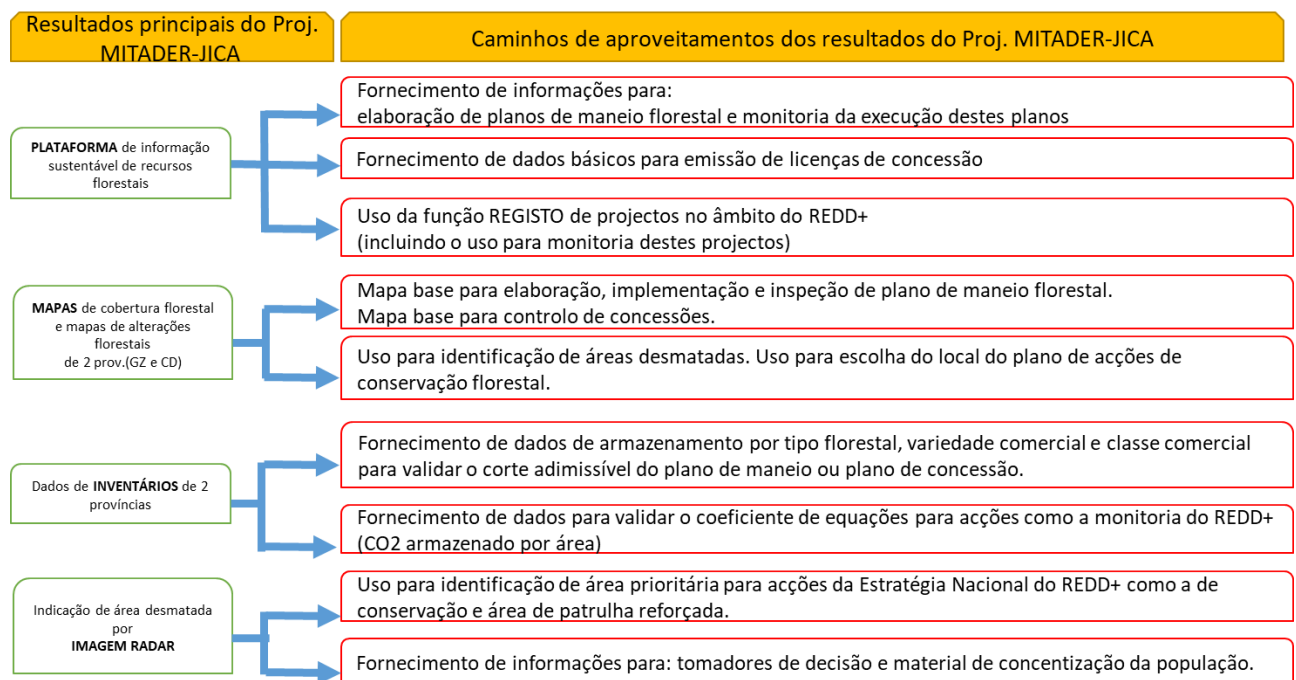 Resultados principais do Proj.
MITADER-JICA
Caminhos de aproveitamentos dos resultados do Proj. MITADER-JICA
PLATAFORMA de informação
sustentável de recursos
florestais
Fornecimento de informações para:
elaboração de planos de maneio florestal e monitoria da execução destes planos
Fornecimento de dados básicos para emissão de licenças de concessão
Uso da função REGISTO de projectos no âmbito do REDD+
(incluindo o uso para monitoria destes projectos)
MAPAS de cobertura florestal
e mapas de alterações
florestais
de 2 prov.(GZ e CD)
Mapa base para elaboração, implementação e inspeção de plano de maneio florestal.
Mapa base para controlo de concessões.
Uso para identificação de áreas desmatadas. Uso para escolha do local do plano de acções de
conservação florestal.
Dados de INVENTÁRIOS de 2
províncias
Fornecimento de dados de armazenamento por tipo florestal, variedade comercial e classe comercial
para validar o corte adimissível do plano de maneio ou plano de concessão.
Fornecimento de dados para validar o coeficiente de equações para acções como a monitoria do REDD+
(CO2 armazenado por área)
Indicação de área desmatada
por
IMAGEM RADAR
Uso para identificação de área prioritária para acções da Estratégia Nacional do REDD+ como a de
conservação e área de patrulha reforçada.
Fornecimento de informações para: tomadores de decisão e material de concentização da população.